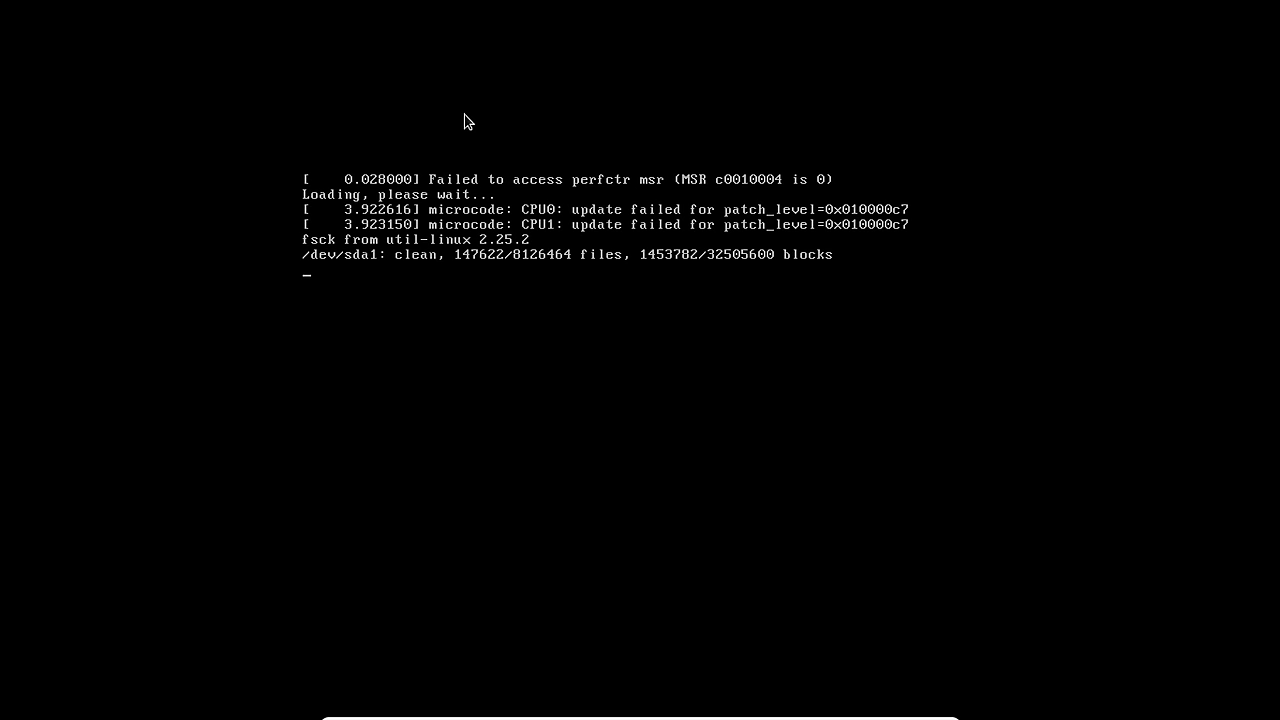 [    0.028000] Failed to access perfctr msr (MSR c0010004 is 0)
Loading, please wait...
[    3.922616] microcode: CPU0: update failed for patch_level=0x010000c7
[    3.923150] microcode: CPU1: update failed for patch_level=0x010000c7
fsck from util-linux 2.25.2
/dev/sda1: clean, 147622/8126464 files, 1453782/32505600 blocks
_